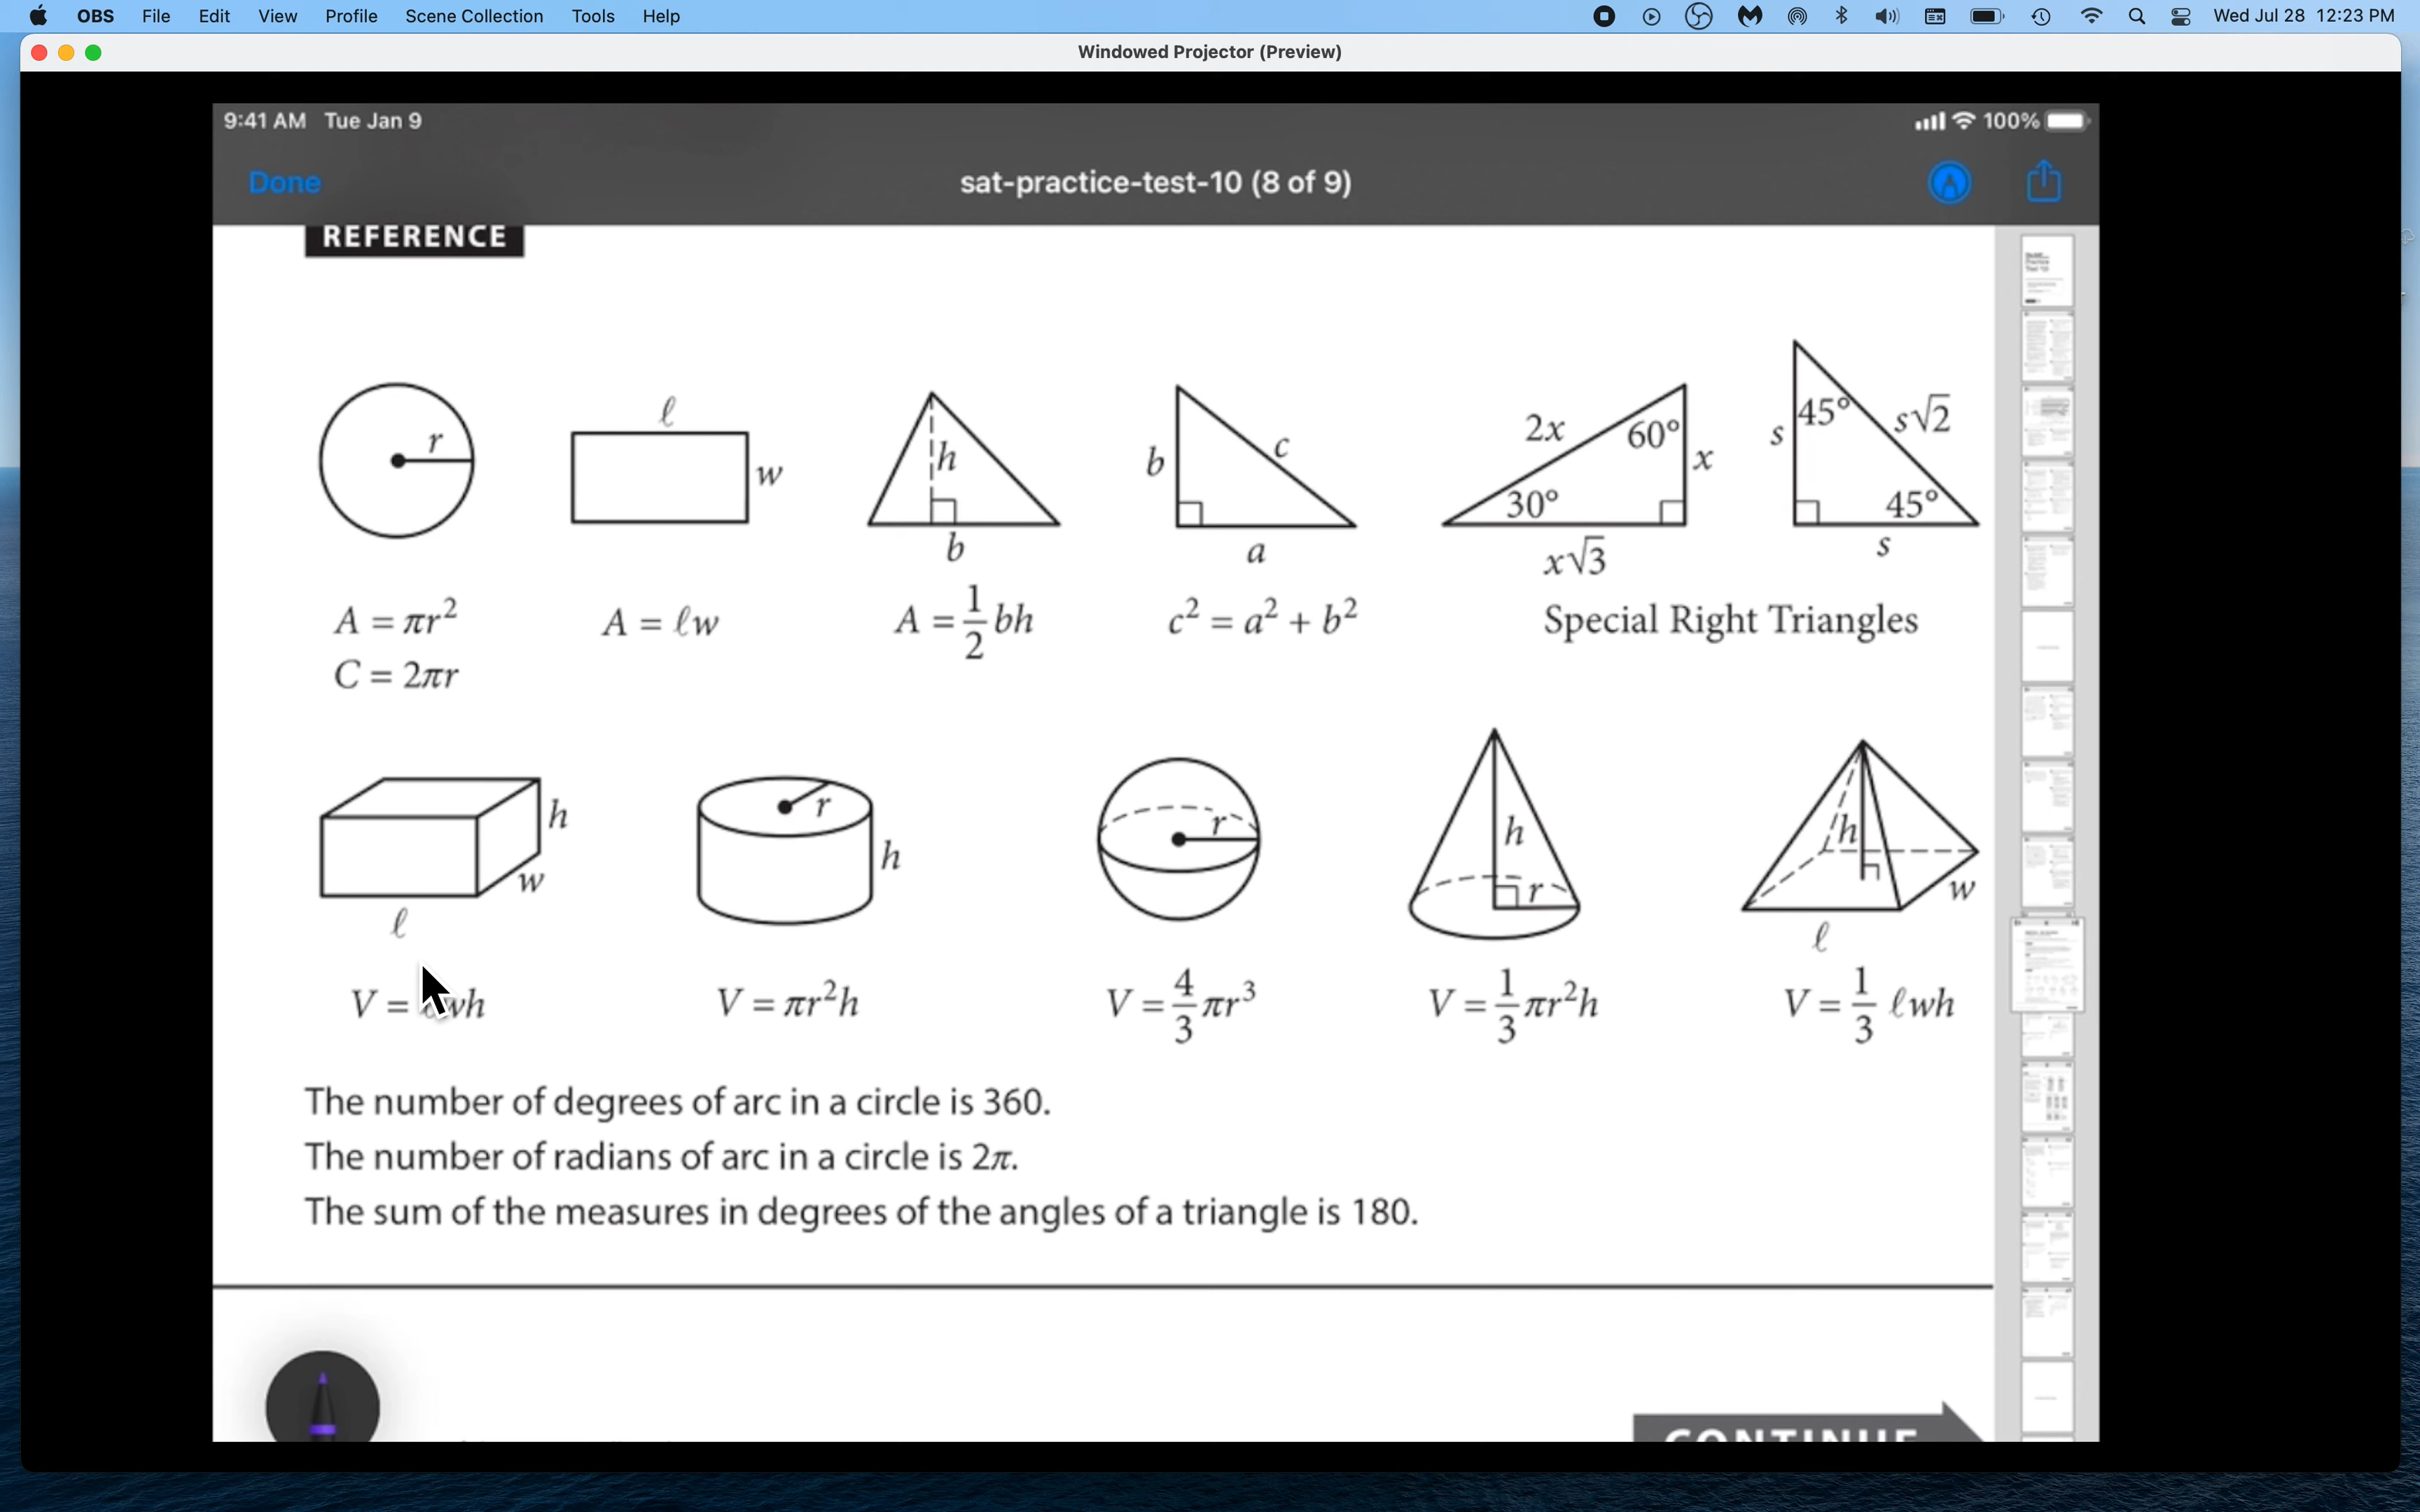 OBS File Edit View Profile Scene Collection Tools Help Wed Jul 28 12:23 PM
Windowed Projector (Preview)
9:41 AM Tue Jan 9 100%
Done sat-practice-test-10 (8 of 9)
REFERENCE
r
ℓ
w
h
b
b
c
a
2x
60°
x
30°
x√3
s
45°
s√2
45°
s
A = πr²
C = 2πr
A = ℓw
A = 1/2 bh
c² = a² + b²
Special Right Triangles
h
w
ℓ
r
h
r
h
r
h
w
ℓ
V = ℓwh
V = πr²h
V = 4/3 πr³
V = 1/3 πr²h
V = 1/3 ℓwh
The number of degrees of arc in a circle is 360.
The number of radians of arc in a circle is 2π.
The sum of the measures in degrees of the angles of a triangle is 180.
CONTINUE